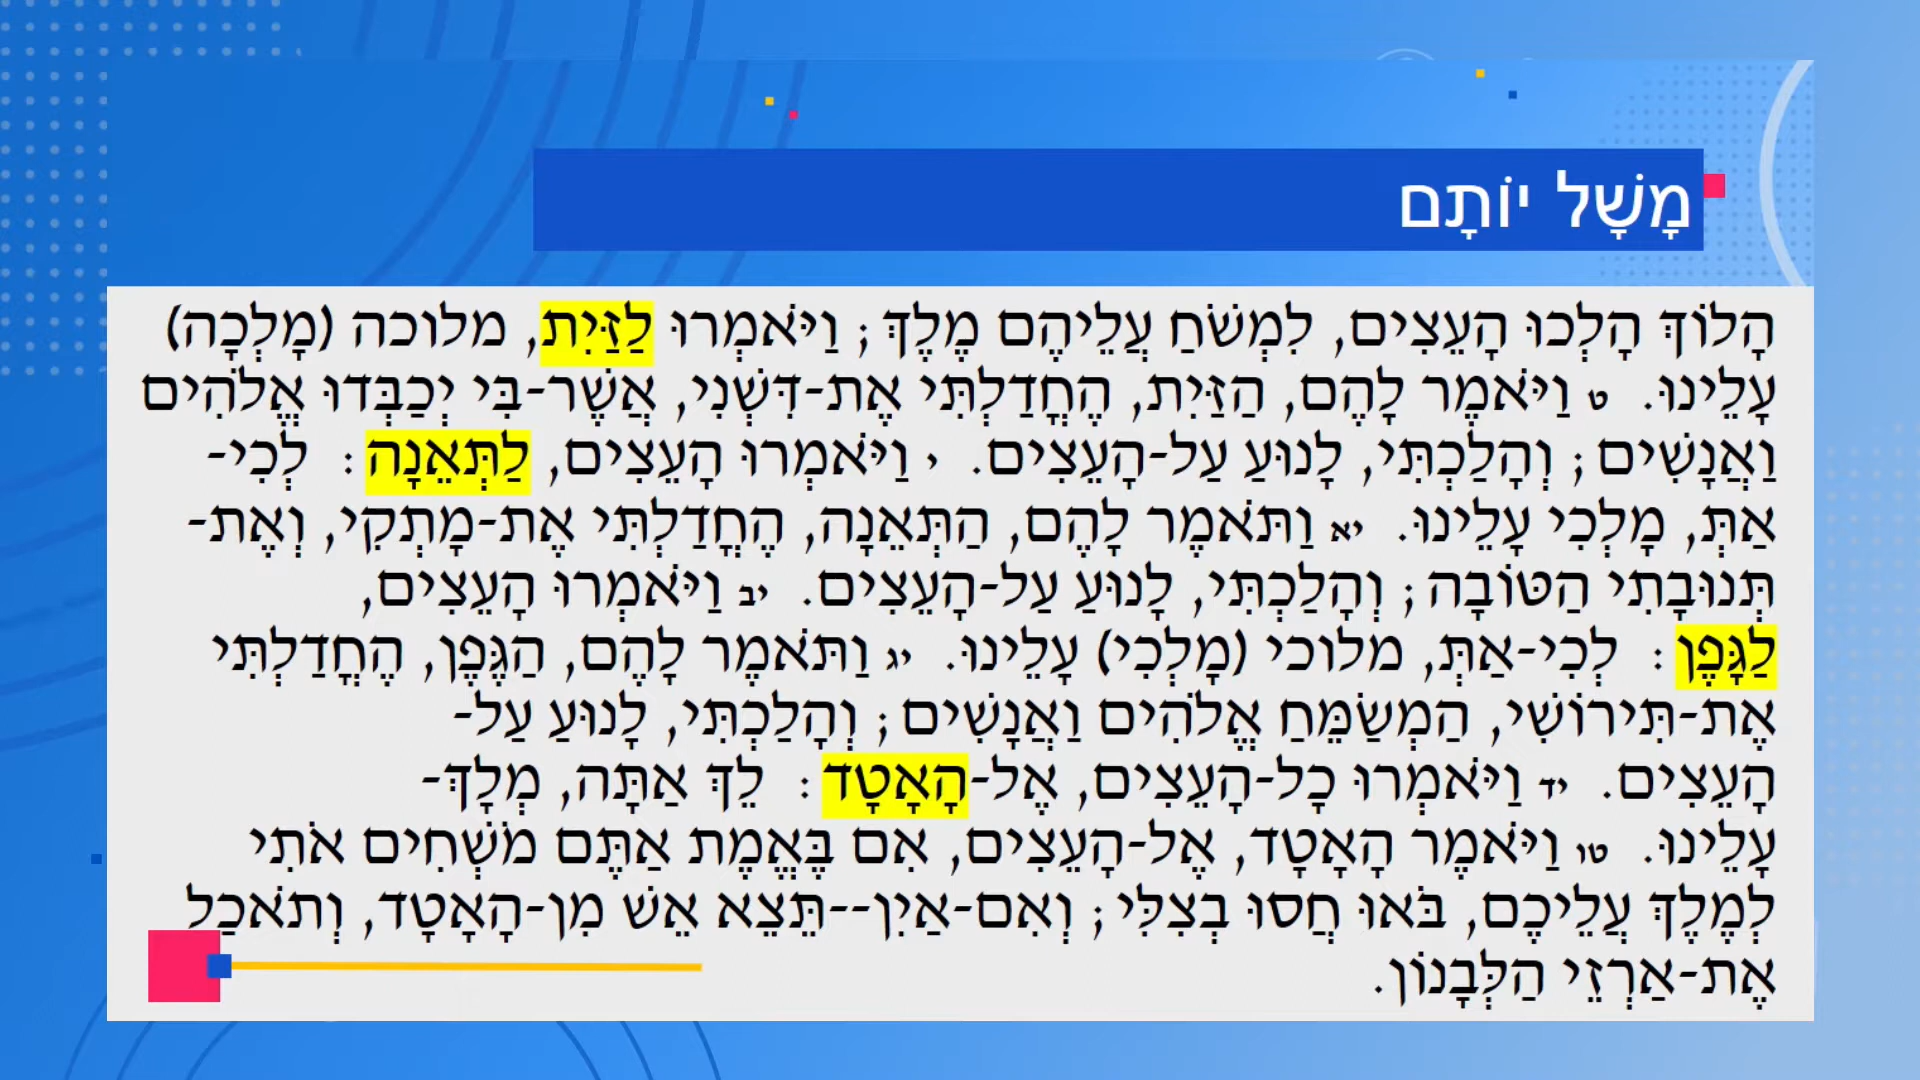 מָשָׁל יוֹתָם
הָלוֹךְ הָלְכוּ הָעֵצִים, לִמְשֹׁחַ עֲלֵיהֶם מֶלֶךְ; וַיֹּאמְרוּ לַזַּיִת, מלוכה (מָלְכָה)
עָלֵינוּ. ט וַיֹּאמֶר לָהֶם, הַזַּיִת, הֶחֳדַלְתִּי אֶת-דִּשְׁנִי, אֲשֶׁר-בִּי יְכַבְּדוּ אֱלֹהִים
וַאֲנָשִׁים; וְהָלַכְתִּי, לָנוּעַ עַל-הָעֵצִים. י וַיֹּאמְרוּ הָעֵצִים, לַתְּאֵנָה: לְכִי-
אַתְּ, מָלְכִי עָלֵינוּ. יא וַתֹּאמֶר לָהֶם, הַתְּאֵנָה, הֶחֳדַלְתִּי אֶת-מָתְקִי, וְאֶת-
תְּנוּבָתִי הַטּוֹבָה; וְהָלַכְתִּי, לָנוּעַ עַל-הָעֵצִים. יב וַיֹּאמְרוּ הָעֵצִים,
לַגָּפֶן: לְכִי-אַתְּ, מלוכי (מָלְכִי) עָלֵינוּ. יג וַתֹּאמֶר לָהֶם, הַגֶּפֶן, הֶחֳדַלְתִּי
אֶת-תִּירוֹשִׁי, הַמְשַׂמֵּחַ אֱלֹהִים וַאֲנָשִׁים; וְהָלַכְתִּי, לָנוּעַ עַל-
הָעֵצִים. יד וַיֹּאמְרוּ כָל-הָעֵצִים, אֶל-הָאָטָד: לֵךְ אַתָּה, מְלָךְ-
עָלֵינוּ. טו וַיֹּאמֶר הָאָטָד, אֶל-הָעֵצִים, אִם בֶּאֱמֶת אַתֶּם מֹשְׁחִים אֹתִי
לְמֶלֶךְ עֲלֵיכֶם, בֹּאוּ חֲסוּ בְצִלִּי; וְאִם-אַיִן--תֵּצֵא אֵשׁ מִן-הָאָטָד, וְתֹאכַל
אֶת-אַרְזֵי הַלְּבָנוֹן.